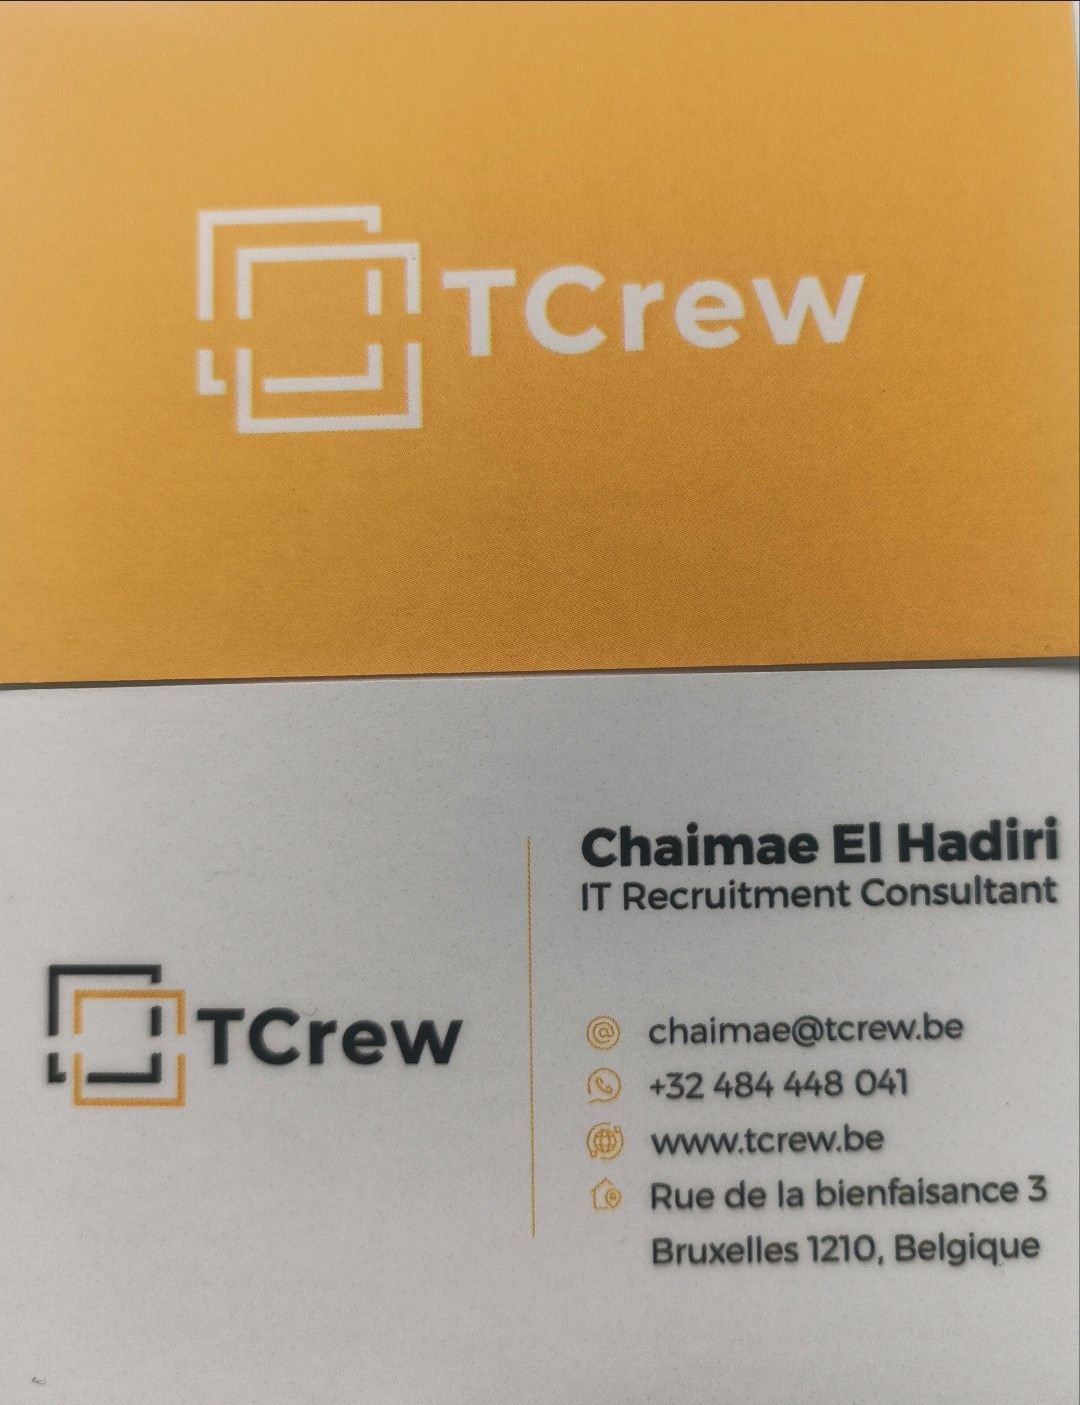 TCrew
Chaimae El Hadiri
IT Recruitment Consultant
TCrew
chaimae@tcrew.be
+32 484 448 041
www.tcrew.be
Rue de la bienfaisance 3
Bruxelles 1210, Belgique